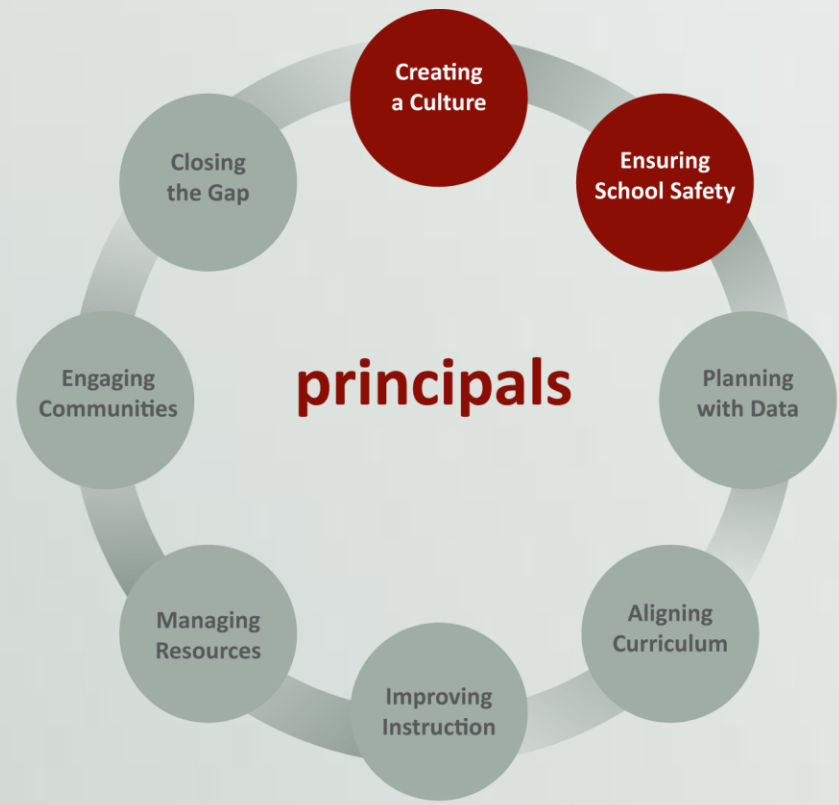 Creating
a Culture
Ensuring
School Safety
Planning
with Data
Aligning
Curriculum
Improving
Instruction
Managing
Resources
Engaging
Communities
Closing
the Gap
principals